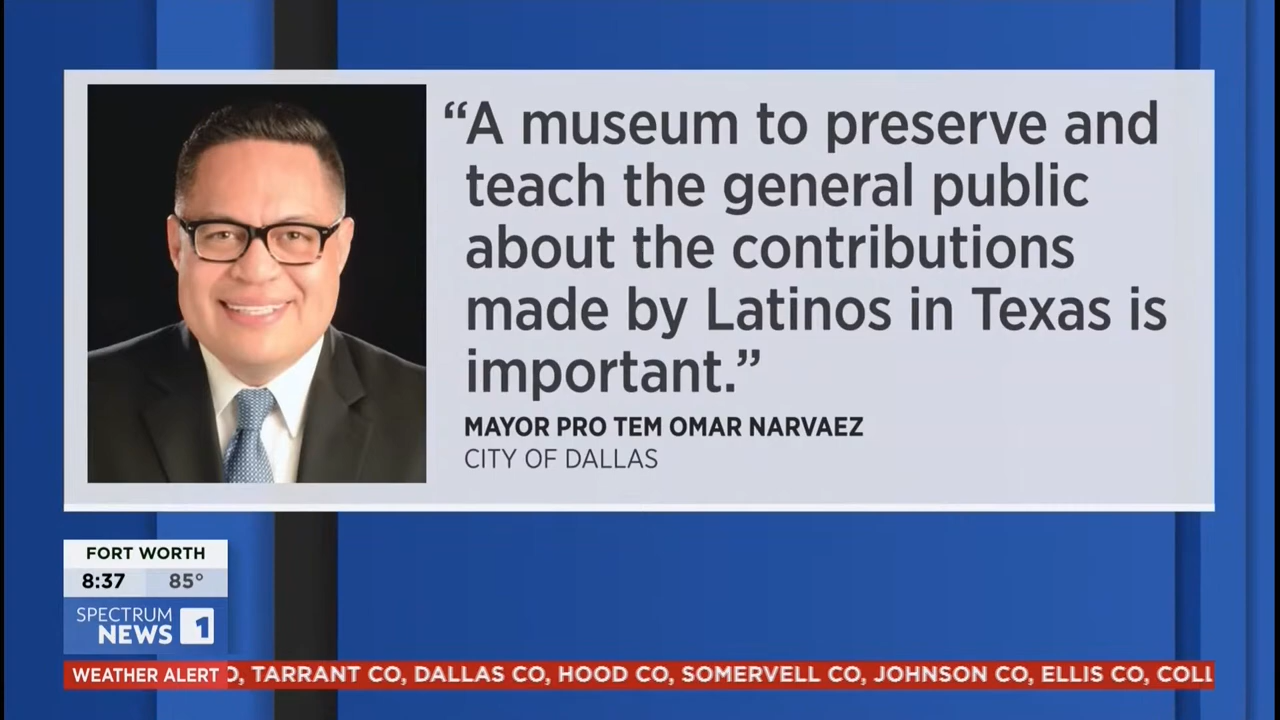 “A museum to preserve and
teach the general public
about the contributions
made by Latinos in Texas is
important.”
MAYOR PRO TEM OMAR NARVAEZ
CITY OF DALLAS
FORT WORTH
8:37 85°
SPECTRUM
NEWS 1
WEATHER ALERT O, TARRANT CO, DALLAS CO, HOOD CO, SOMERVELL CO, JOHNSON CO, ELLIS CO, COLL